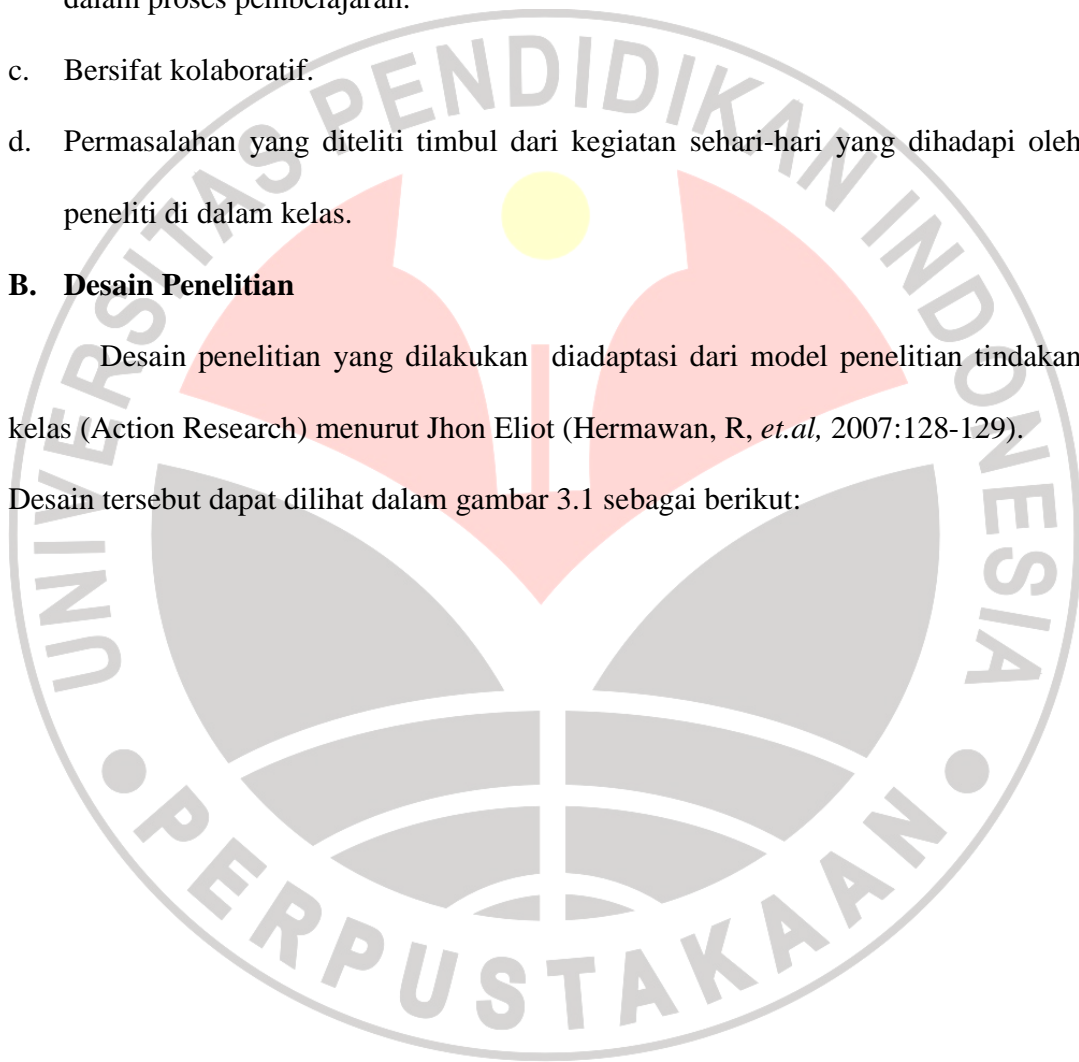 dalam proses pembelajaran.
c. Bersifat kolaboratif.
d. Permasalahan yang diteliti timbul dari kegiatan sehari-hari yang dihadapi oleh
peneliti di dalam kelas.
B. Desain Penelitian
Desain penelitian yang dilakukan diadaptasi dari model penelitian tindakan
kelas (Action Research) menurut Jhon Eliot (Hermawan, R, et.al, 2007:128-129).
Desain tersebut dapat dilihat dalam gambar 3.1 sebagai berikut:
UNIVERSITAS PENDIDIKAN INDONESIA
PERPUSTAKAAN